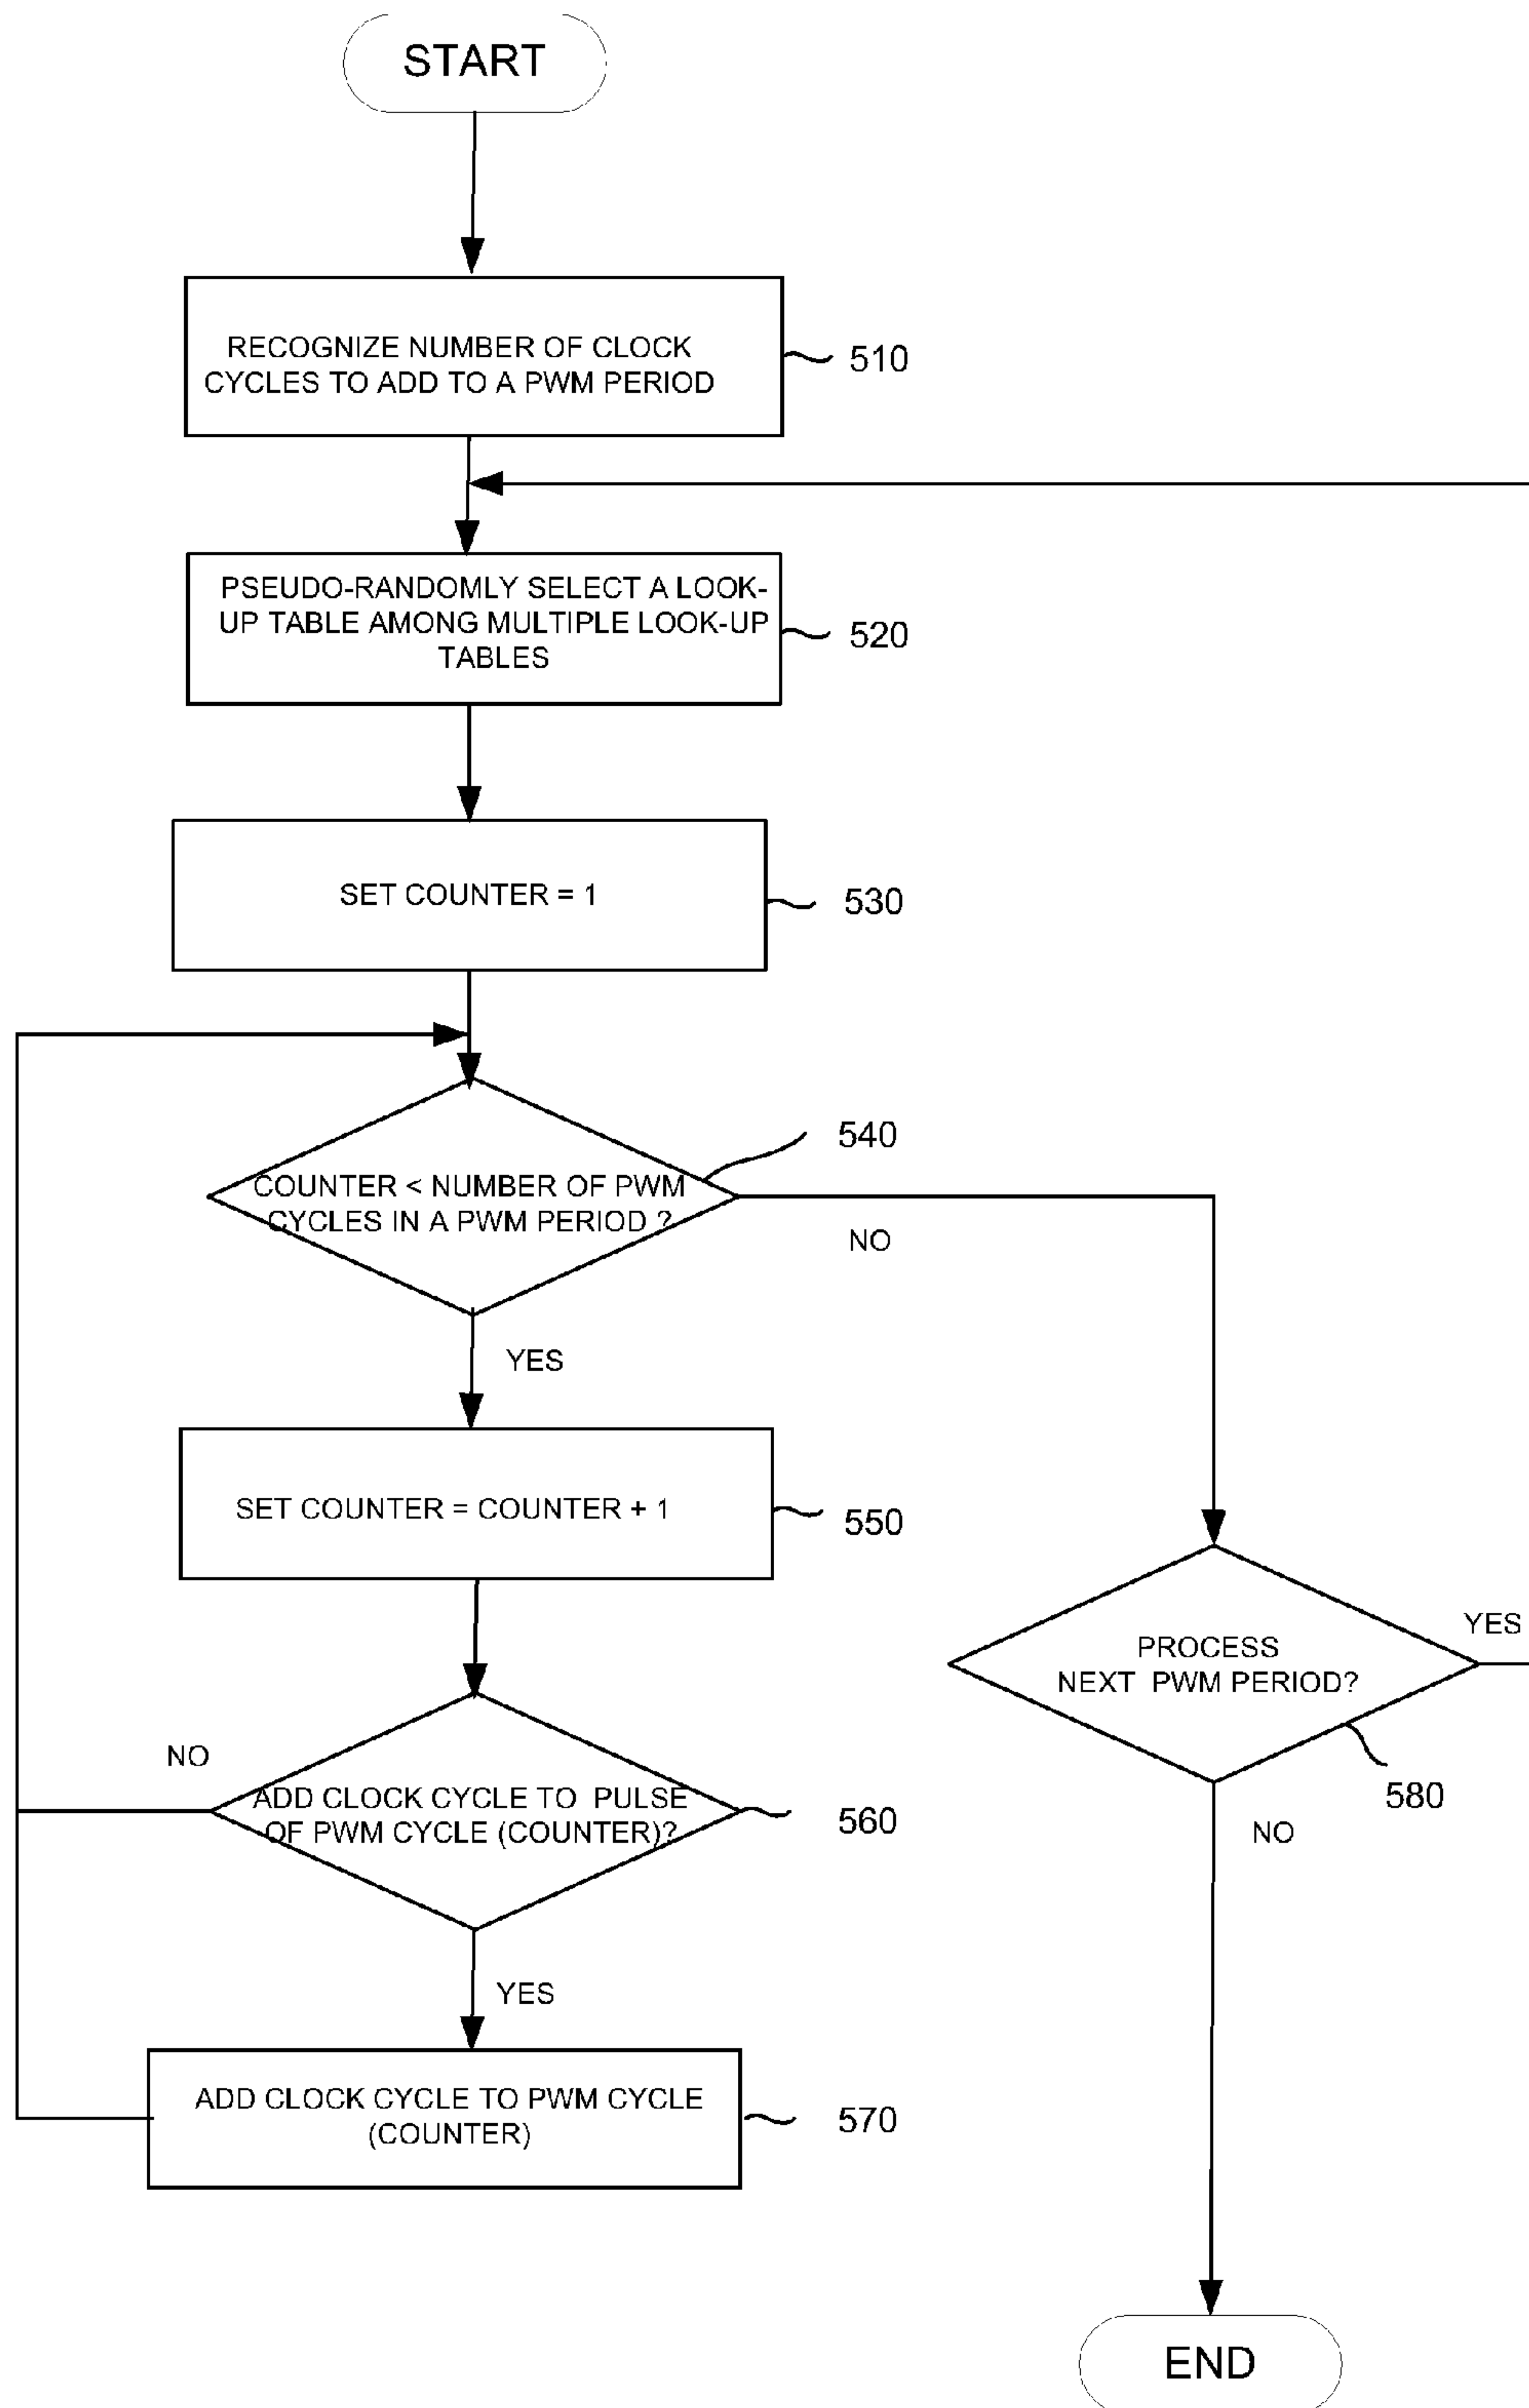 START
RECOGNIZE NUMBER OF CLOCK
CYCLES TO ADD TO A PWM PERIOD
510
PSEUDO-RANDOMLY SELECT A LOOK-
UP TABLE AMONG MULTIPLE LOOK-UP
TABLES
520
SET COUNTER = 1
530
540
COUNTER < NUMBER OF PWM
CYCLES IN A PWM PERIOD ?
NO
YES
SET COUNTER = COUNTER + 1
550
YES
PROCESS
NEXT PWM PERIOD?
580
NO
NO
ADD CLOCK CYCLE TO PULSE
OF PWM CYCLE (COUNTER)?
560
YES
ADD CLOCK CYCLE TO PWM CYCLE
(COUNTER)
570
END